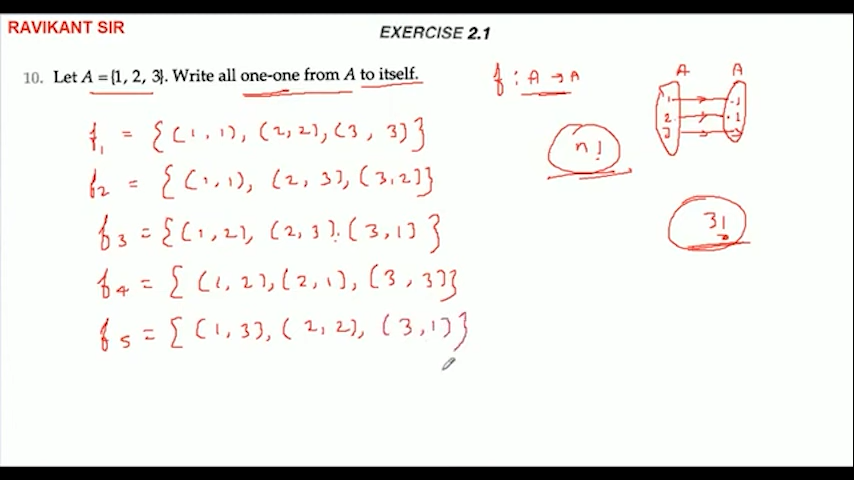 RAVIKANT SIR
EXERCISE 2.1
10. Let A = {1, 2, 3}. Write all one-one from A to itself.
f : A → A
A A
1 1
2 1
3 3
n!
3!
f₁ = {(1,1), (2,2), (3, 3)}
f₂ = {(1,1), (2, 3), (3,2)}
f₃ = {(1,2), (2,3), (3,1)}
f₄ = {(1,2), (2,1), (3,3)}
f₅ = {(1,3), (2,2), (3,1)}